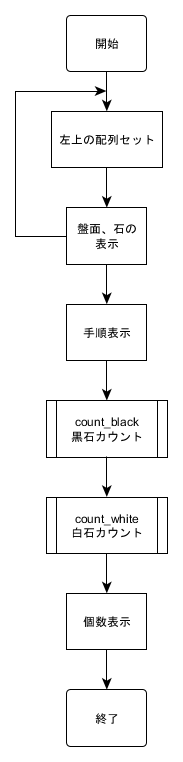 開始
左上の配列セット
盤面、石の
表示
手順表示
count_black
黒石カウント
count_white
白石カウント
個数表示
終了